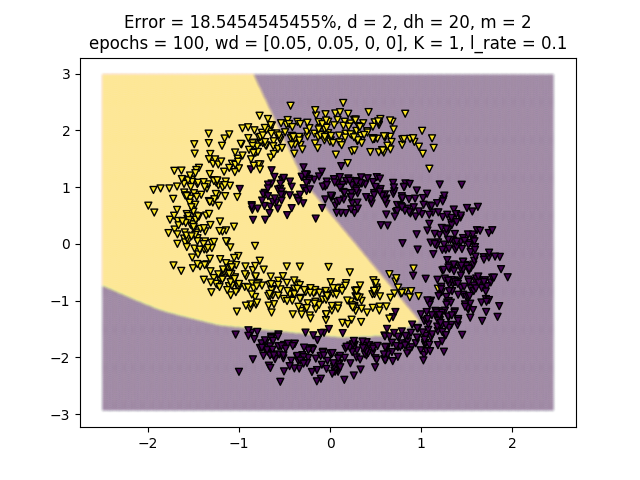 Error = 18.5454545455%, d = 2, dh = 20, m = 2
epochs = 100, wd = [0.05, 0.05, 0, 0], K = 1, l_rate = 0.1
3
2
1
0
−1
−2
−3
−2 −1 0 1 2